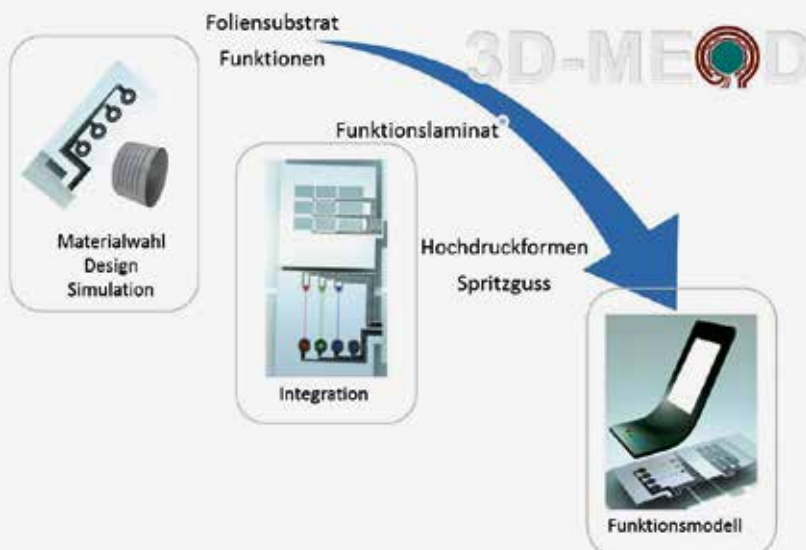 Foliensubstrat
Funktionen
3D-ME D
Funktionslaminat
Materialwahl
Design
Simulation
Hochdruckformen
Spritzguss
Integration
Funktionsmodell